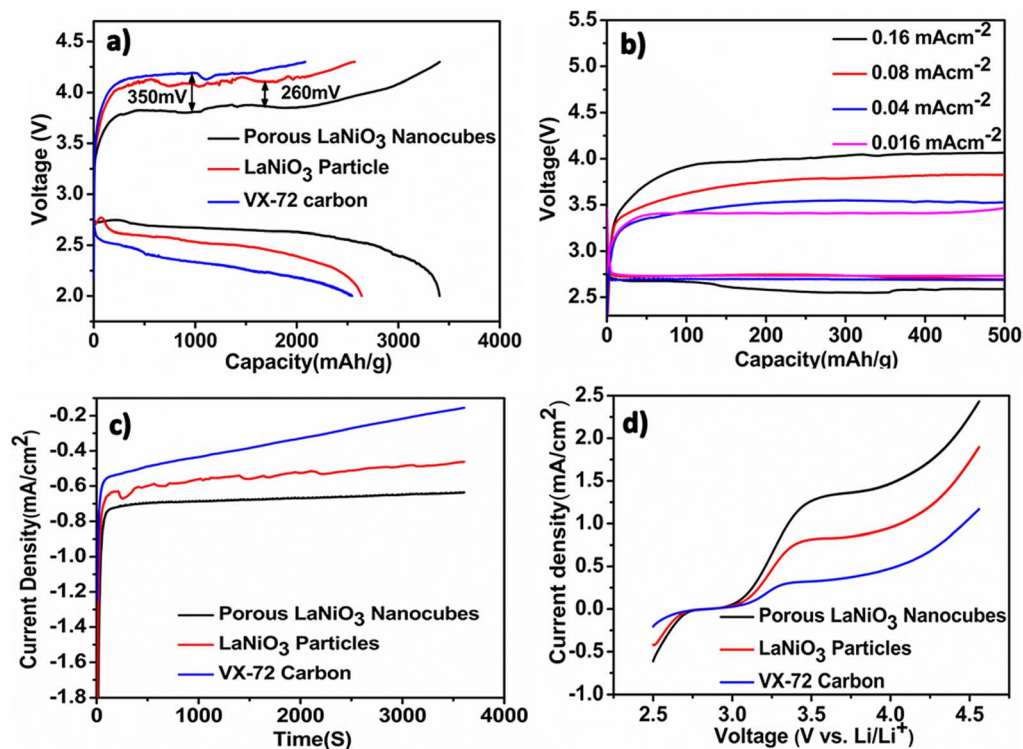 a)
4.5
4.0
3.5
3.0
2.5
2.0
Voltage (V)
350mV
260mV
Porous LaNiO3 Nanocubes
LaNiO3 Particle
VX-72 carbon
0
1000
2000
3000
4000
Capacity(mAh/g)
b)
5.5
5.0
4.5
4.0
3.5
3.0
2.5
Voltage(V)
0.16 mAcm-2
0.08 mAcm-2
0.04 mAcm-2
0.016 mAcm-2
0
100
200
300
400
500
Capacity(mAh/g)
c)
-0.2
-0.4
-0.6
-0.8
-1.0
-1.2
-1.4
-1.6
-1.8
Current Density(mA/cm2)
Porous LaNiO3 Nanocubes
LaNiO3 Particles
VX-72 Carbon
0
1000
2000
3000
4000
Time(S)
d)
2.5
2.0
1.5
1.0
0.5
0.0
-0.5
-1.0
Current density(mA/cm2)
Porous LaNiO3 Nanocubes
LaNiO3 Particles
VX-72 Carbon
2.5
3.0
3.5
4.0
4.5
Voltage (V vs. Li/Li+)